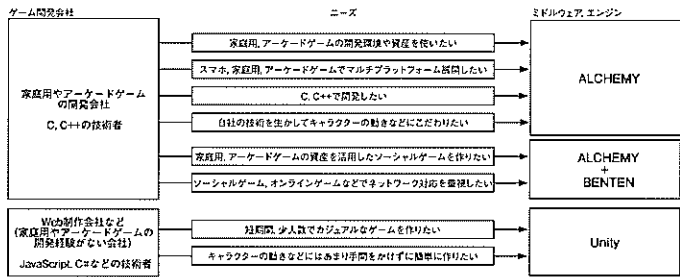 ゲーム開発会社
ニーズ
ミドルウェア, エンジン
家庭用やアーケードゲーム
の開発会社
C, C++の技術者
家庭用, アーケードゲームの開発環境や資産を使いたい
スマホ, 家庭用, アーケードゲームでマルチプラットフォーム展開したい
C, C++で開発したい
自社の技術を生かしてキャラクターの動きなどにこだわりたい
ALCHEMY
家庭用, アーケードゲームの資産を活用したソーシャルゲームを作りたい
ソーシャルゲーム, オンラインゲームなどでネットワーク対応を重視したい
ALCHEMY
+
BENTEN
Web制作会社など
(家庭用やアーケードゲームの
開発経験がない会社)
JavaScript, C#などの技術者
短期間, 少人数でカジュアルなゲームを作りたい
キャラクターの動きなどにはあまり手間をかけずに簡単に作りたい
Unity